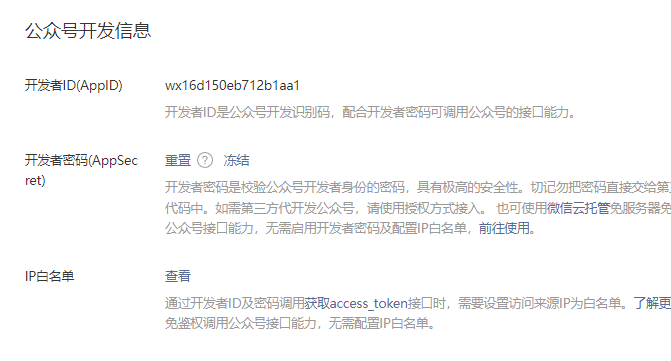 公众号开发信息
开发者ID(AppID)
wx16d150eb712b1aa1
开发者ID是公众号开发识别码，配合开发者密码可调用公众号的接口能力。
开发者密码(AppSec
ret)
重置 ? 冻结
开发者密码是校验公众号开发者身份的密码，具有极高的安全性。切记勿把密码直接交给第
代码中。如需第三方代开发公众号，请使用授权方式接入。 也可使用微信云托管免服务器免
公众号接口能力，无需启用开发者密码及配置IP白名单，前往使用。
IP白名单
查看
通过开发者ID及密码调用获取access_token接口时，需要设置访问来源IP为白名单。了解更
免鉴权调用公众号接口能力，无需配置IP白名单。